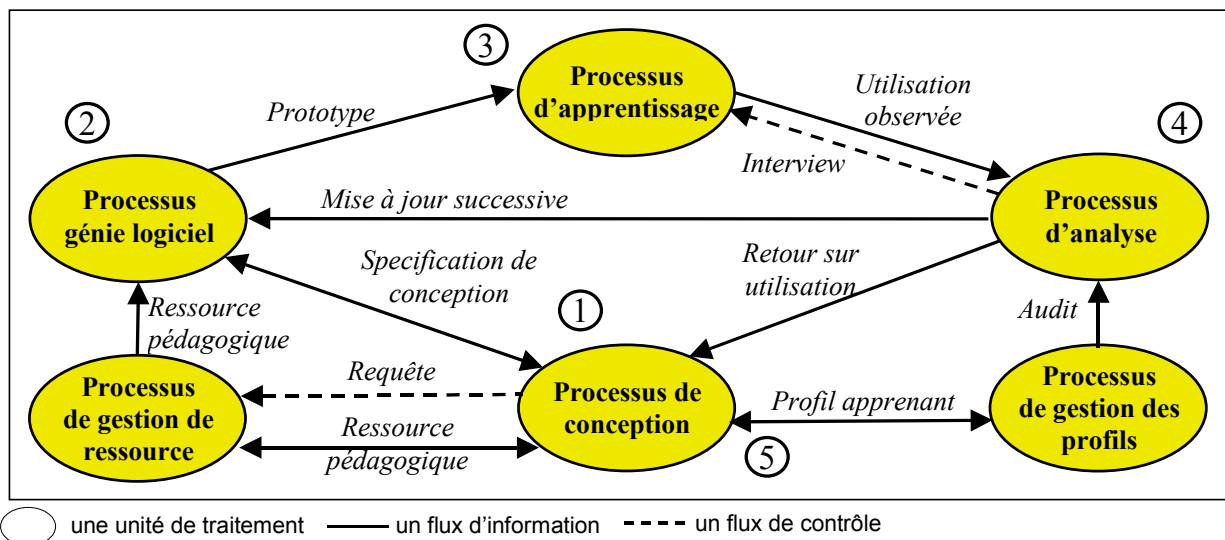 3
Processus
d'apprentissage
Utilisation
observée
Prototype
2
4
Interview
Processus
génie logiciel
Mise à jour successive
Processus
d'analyse
Specification de
conception
Retour sur
utilisation
Ressource
pédagogique
1
Audit
Processus
de gestion de
ressource
Requête
Processus de
conception
Profil apprenant
Processus
de gestion des
profils
Ressource
pédagogique
5
une unité de traitement
un flux d'information
un flux de contrôle